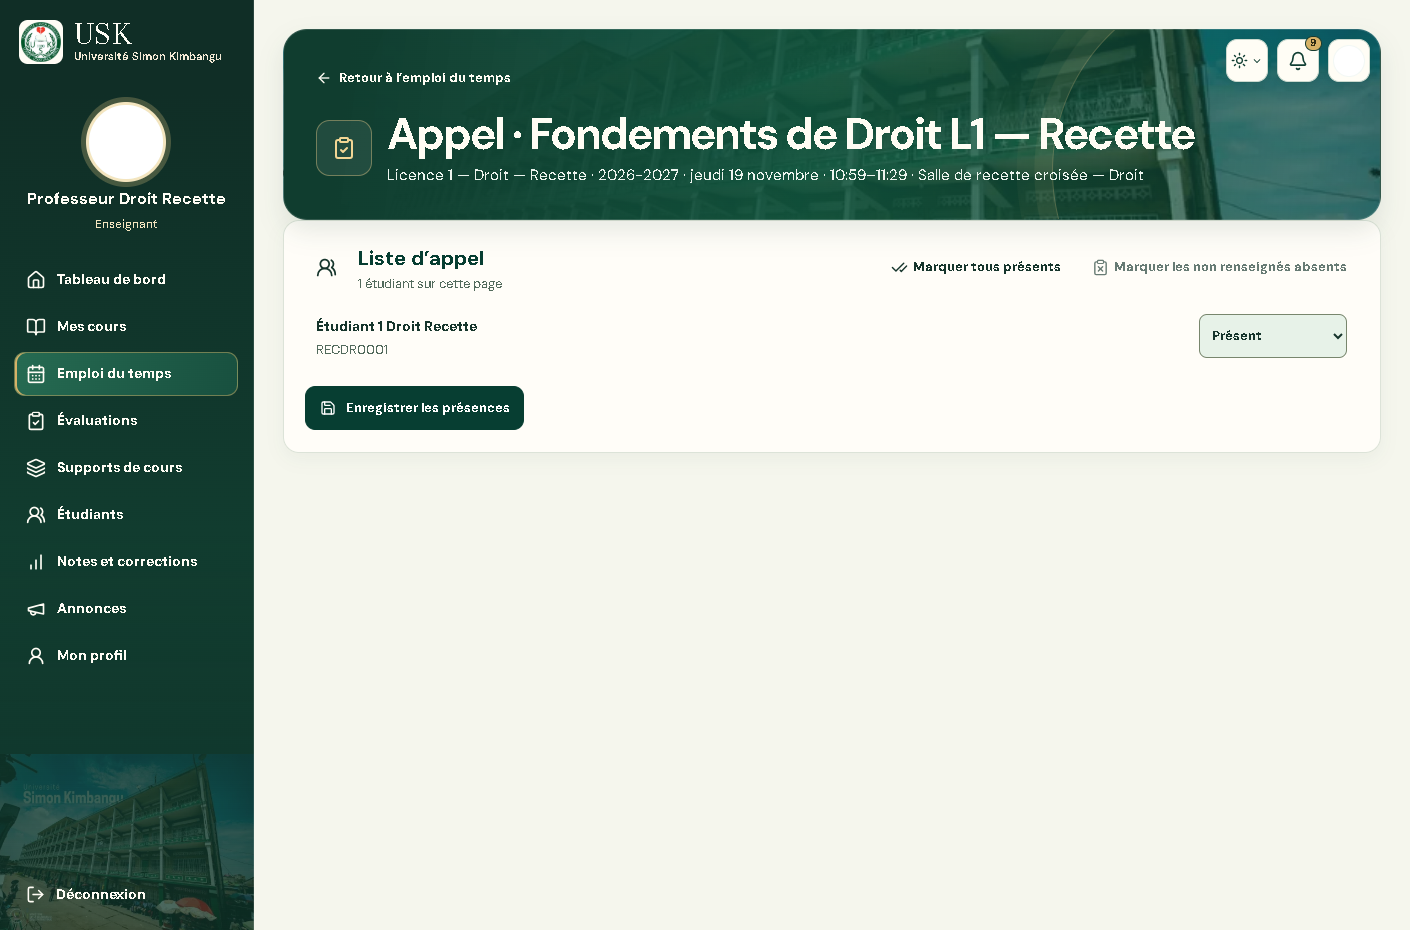 USK
Université Simon Kimbangu
Professeur Droit Recette
Enseignant
Tableau de bord
Mes cours
Emploi du temps
Évaluations
Supports de cours
Étudiants
Notes et corrections
Annonces
Mon profil
Simon Kimbangu
Déconnexion
9
Retour à l’emploi du temps
Appel · Fondements de Droit L1 — Recette
Licence 1 — Droit — Recette · 2026-2027 · jeudi 19 novembre · 10:59–11:29 · Salle de recette croisée — Droit
Liste d’appel
1 étudiant sur cette page
Marquer tous présents
Marquer les non renseignés absents
Étudiant 1 Droit Recette
RECDR0001
Présent
Enregistrer les présences